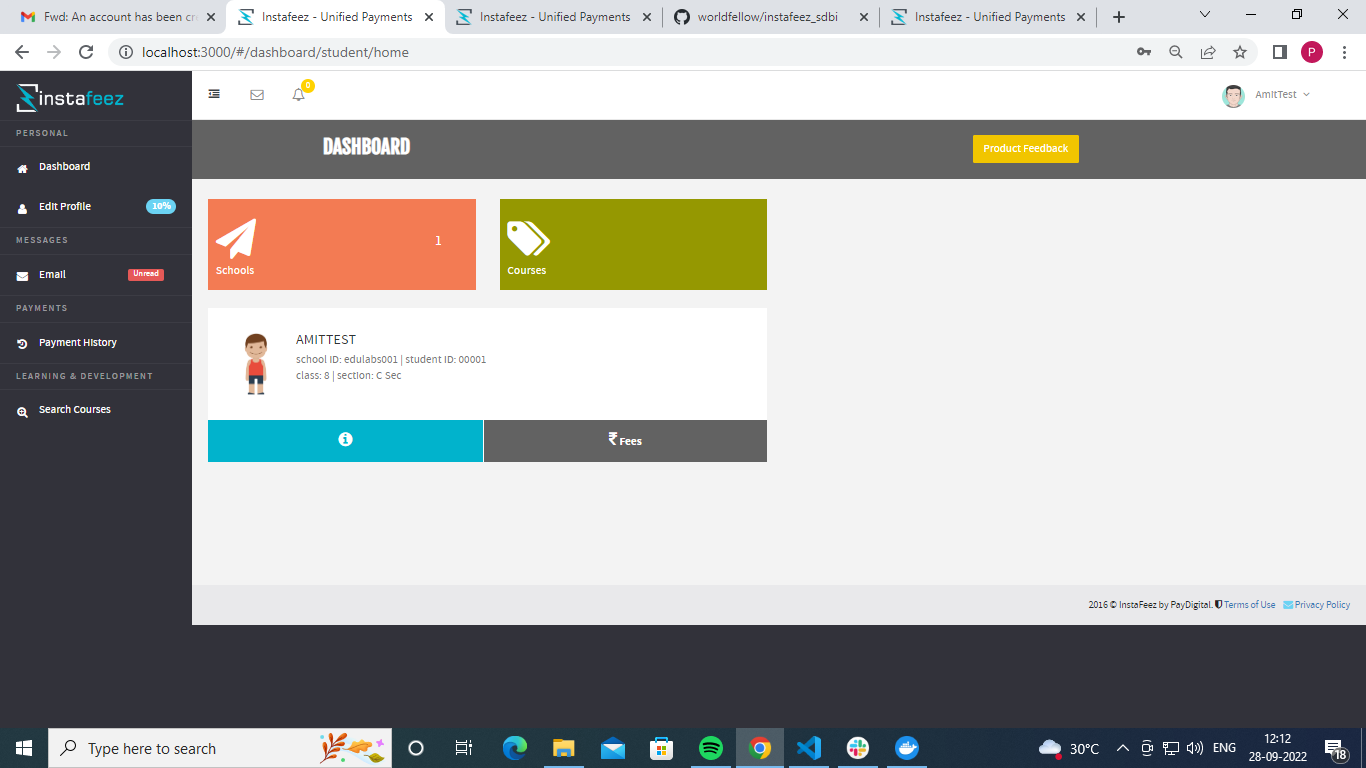 Fwd: An account has been cr
Instafeez - Unified Payments
Instafeez - Unified Payments
worldfellow/instafeez_sdbi
Instafeez - Unified Payments
localhost:3000/#/dashboard/student/home
P
instafeez
0
AmitTest
PERSONAL
Dashboard
Edit Profile
10%
MESSAGES
Email
Unread
PAYMENTS
Payment History
LEARNING & DEVELOPMENT
Search Courses
DASHBOARD
Product Feedback
1
Schools
Courses
AMITTEST
school ID: edulabs001 | student ID: 00001
class: 8 | section: C Sec
₹ Fees
2016 © InstaFeez by PayDigital. Terms of Use Privacy Policy
Type here to search
30°C
ENG
12:12
28-09-2022
18